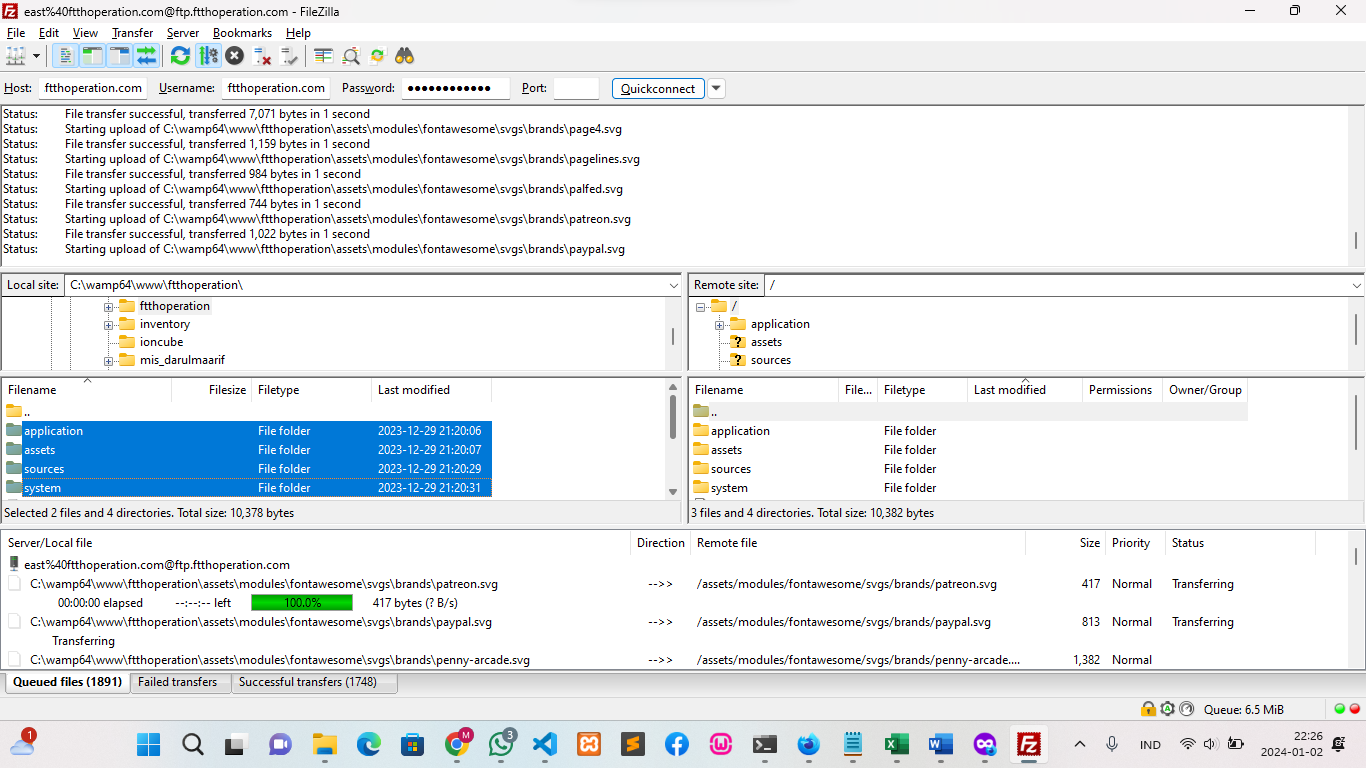 east%40ftthoperation.com@ftp.ftthoperation.com - FileZilla
File Edit View Transfer Server Bookmarks Help
Host: ftthoperation.com Username: ftthoperation.com Password: ●●●●●●●●●●●● Port: Quickconnect
Status: File transfer successful, transferred 7,071 bytes in 1 second
Status: Starting upload of C:\wamp64\www\ftthoperation\assets\modules\fontawesome\svgs\brands\page4.svg
Status: File transfer successful, transferred 1,159 bytes in 1 second
Status: Starting upload of C:\wamp64\www\ftthoperation\assets\modules\fontawesome\svgs\brands\pagelines.svg
Status: File transfer successful, transferred 984 bytes in 1 second
Status: Starting upload of C:\wamp64\www\ftthoperation\assets\modules\fontawesome\svgs\brands\palfed.svg
Status: File transfer successful, transferred 744 bytes in 1 second
Status: Starting upload of C:\wamp64\www\ftthoperation\assets\modules\fontawesome\svgs\brands\patreon.svg
Status: File transfer successful, transferred 1,022 bytes in 1 second
Status: Starting upload of C:\wamp64\www\ftthoperation\assets\modules\fontawesome\svgs\brands\paypal.svg
Local site: C:\wamp64\www\ftthoperation\
ftthoperation
inventory
ioncube
mis_darulmaarif
Remote site: /
/
application
? assets
? sources
Filename Filesize Filetype Last modified
..
application File folder 2023-12-29 21:20:06
assets File folder 2023-12-29 21:20:07
sources File folder 2023-12-29 21:20:29
system File folder 2023-12-29 21:20:31
Selected 2 files and 4 directories. Total size: 10,378 bytes
Filename File... Filetype Last modified Permissions Owner/Group
..
application File folder
assets File folder
sources File folder
system File folder
3 files and 4 directories. Total size: 10,382 bytes
Server/Local file Direction Remote file Size Priority Status
east%40ftthoperation.com@ftp.ftthoperation.com
C:\wamp64\www\ftthoperation\assets\modules\fontawesome\svgs\brands\patreon.svg -->> /assets/modules/fontawesome/svgs/brands/patreon.svg 417 Normal Transferring
00:00:00 elapsed --:--:-- left 100.0% 417 bytes (? B/s)
C:\wamp64\www\ftthoperation\assets\modules\fontawesome\svgs\brands\paypal.svg -->> /assets/modules/fontawesome/svgs/brands/paypal.svg 813 Normal Transferring
Transferring
C:\wamp64\www\ftthoperation\assets\modules\fontawesome\svgs\brands\penny-arcade.svg -->> /assets/modules/fontawesome/svgs/brands/penny-arcade.... 1,382 Normal
Queued files (1891) Failed transfers Successful transfers (1748)
Queue: 6.5 MiB
1 M 3 IND 22:26
2024-01-02